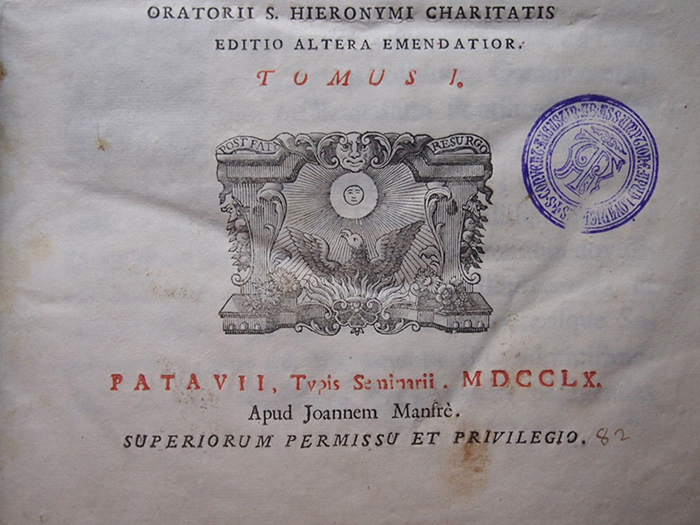 ORATORII S. HIERONYMI CHARITATIS
EDITIO ALTERA EMENDATIOR.
TOMUS I.
POST FATA RESURGO
PATAVII, Typis Seminarii. MDCCLX.
Apud Joannem Manfrè.
SUPERIORUM PERMISSU ET PRIVILEGIO. 82